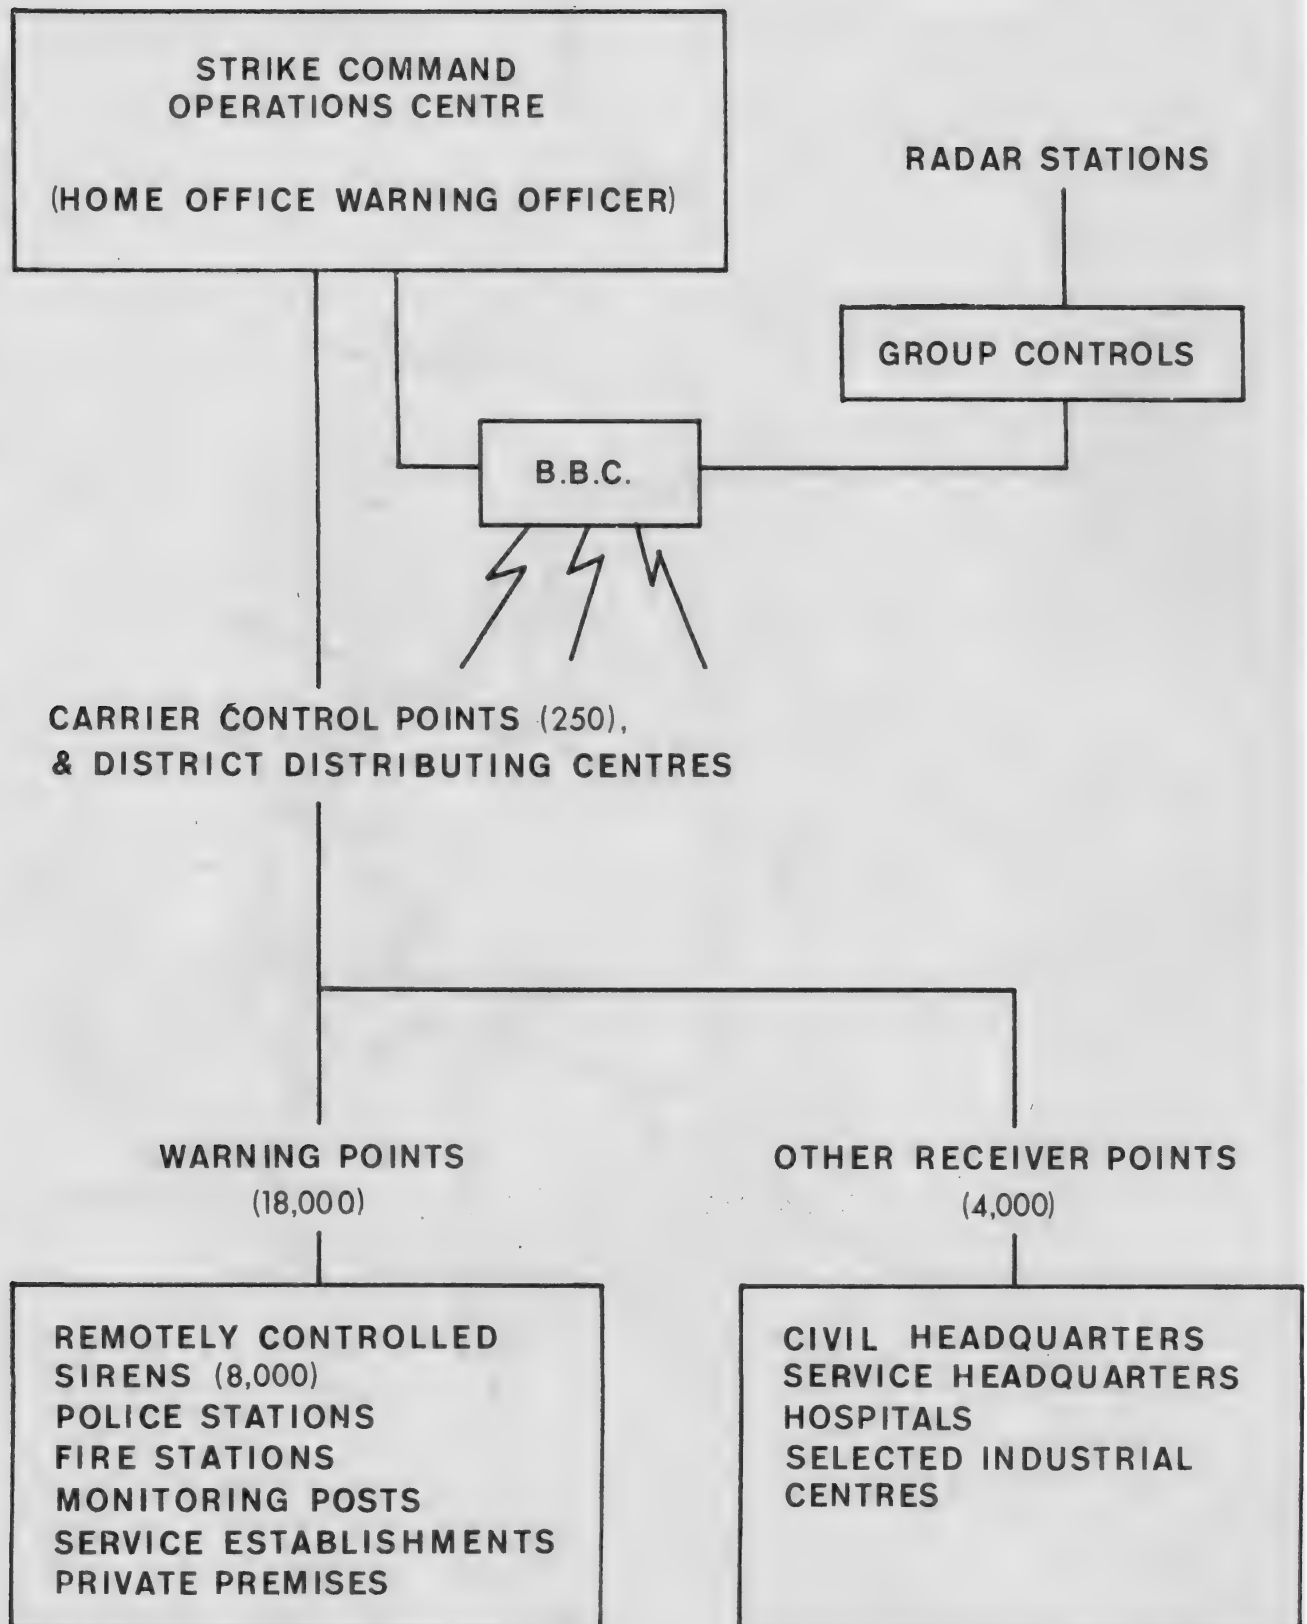 STRIKE COMMAND
OPERATIONS CENTRE
(HOME OFFICE WARNING OFFICER)
RADAR STATIONS
GROUP CONTROLS
B.B.C.
CARRIER CONTROL POINTS (250),
& DISTRICT DISTRIBUTING CENTRES
WARNING POINTS
(18,000)
OTHER RECEIVER POINTS
(4,000)
REMOTELY CONTROLLED
SIRENS (8,000)
POLICE STATIONS
FIRE STATIONS
MONITORING POSTS
SERVICE ESTABLISHMENTS
PRIVATE PREMISES
CIVIL HEADQUARTERS
SERVICE HEADQUARTERS
HOSPITALS
SELECTED INDUSTRIAL
CENTRES